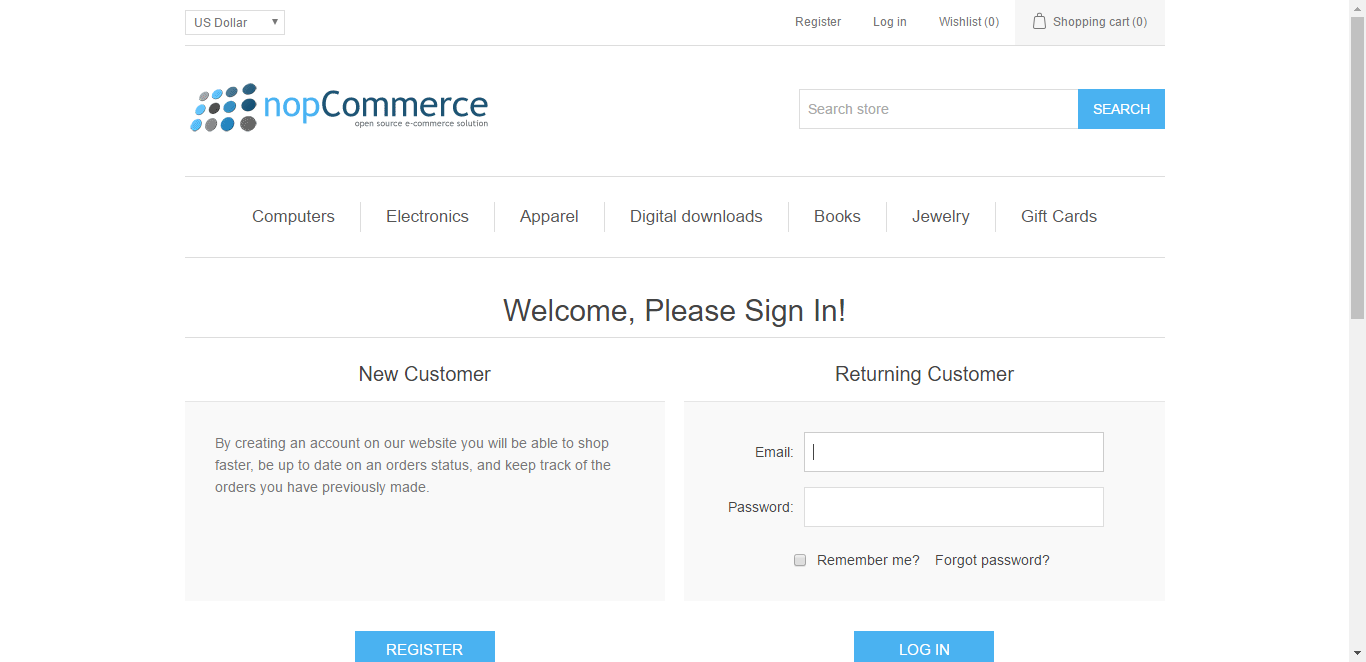 US Dollar
Register Log in Wishlist (0) Shopping cart (0)
nopCommerce
open source e-commerce solution
Search store SEARCH
Computers Electronics Apparel Digital downloads Books Jewelry Gift Cards
Welcome, Please Sign In!
New Customer
By creating an account on our website you will be able to shop
faster, be up to date on an orders status, and keep track of the
orders you have previously made.
REGISTER
Returning Customer
Email:
Password:
Remember me? Forgot password?
LOG IN